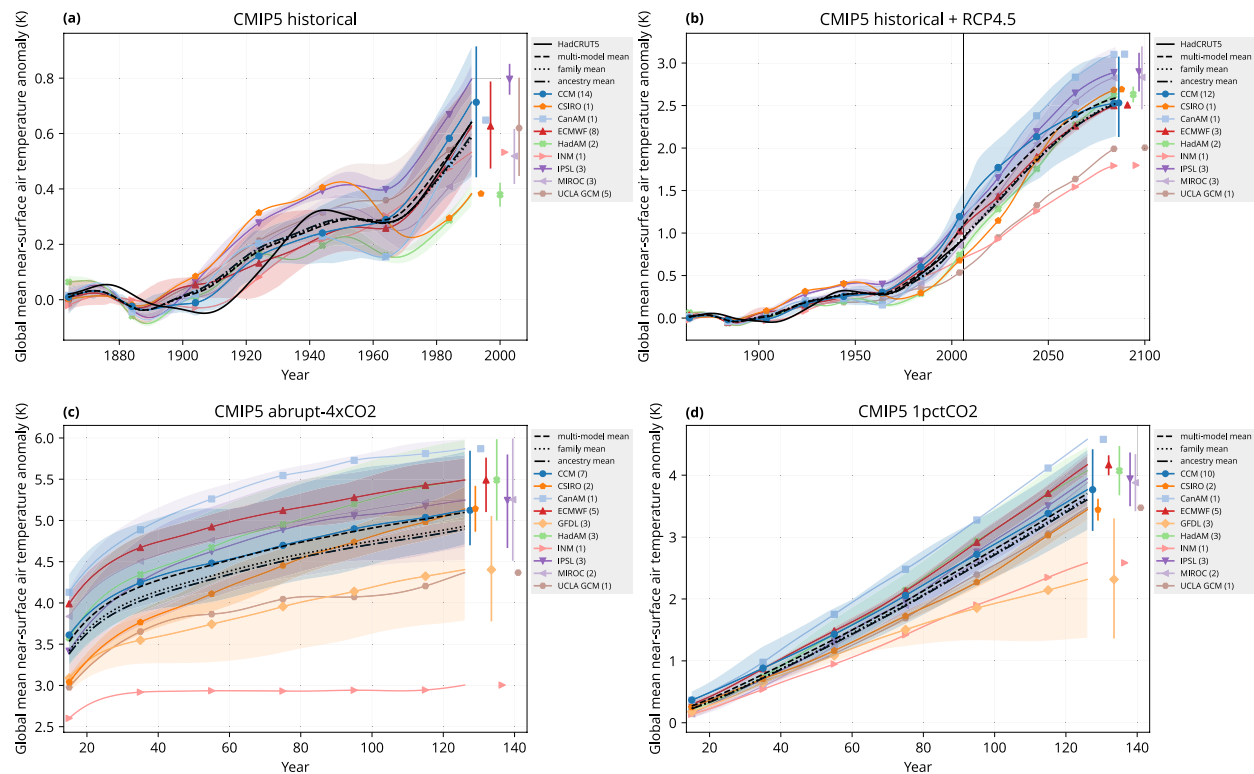 (a) CMIP5 historical
Global mean near-surface air temperature anomaly (K)
0.8
0.6
0.4
0.2
0.0
1880 1900 1920 1940 1960 1980 2000
Year
HadCRUT5
multi-model mean
family mean
ancestry mean
CCM (14)
CSIRO (1)
CanAM (1)
ECMWF (8)
HadAM (2)
INM (1)
IPSL (3)
MIROC (3)
UCLA GCM (5)
(b) CMIP5 historical + RCP4.5
Global mean near-surface air temperature anomaly (K)
3.0
2.5
2.0
1.5
1.0
0.5
0.0
1900 1950 2000 2050 2100
Year
HadCRUT5
multi-model mean
family mean
ancestry mean
CCM (12)
CSIRO (1)
CanAM (1)
ECMWF (3)
HadAM (2)
INM (1)
IPSL (3)
MIROC (3)
UCLA GCM (1)
(c) CMIP5 abrupt-4xCO2
Global mean near-surface air temperature anomaly (K)
6.0
5.5
5.0
4.5
4.0
3.5
3.0
2.5
20 40 60 80 100 120 140
Year
multi-model mean
family mean
ancestry mean
CCM (7)
CSIRO (2)
CanAM (1)
ECMWF (5)
GFDL (3)
HadAM (3)
INM (1)
IPSL (3)
MIROC (2)
UCLA GCM (1)
(d) CMIP5 1pctCO2
Global mean near-surface air temperature anomaly (K)
4
3
2
1
0
20 40 60 80 100 120 140
Year
multi-model mean
family mean
ancestry mean
CCM (10)
CSIRO (2)
CanAM (1)
ECMWF (5)
GFDL (3)
HadAM (3)
INM (1)
IPSL (3)
MIROC (2)
UCLA GCM (1)